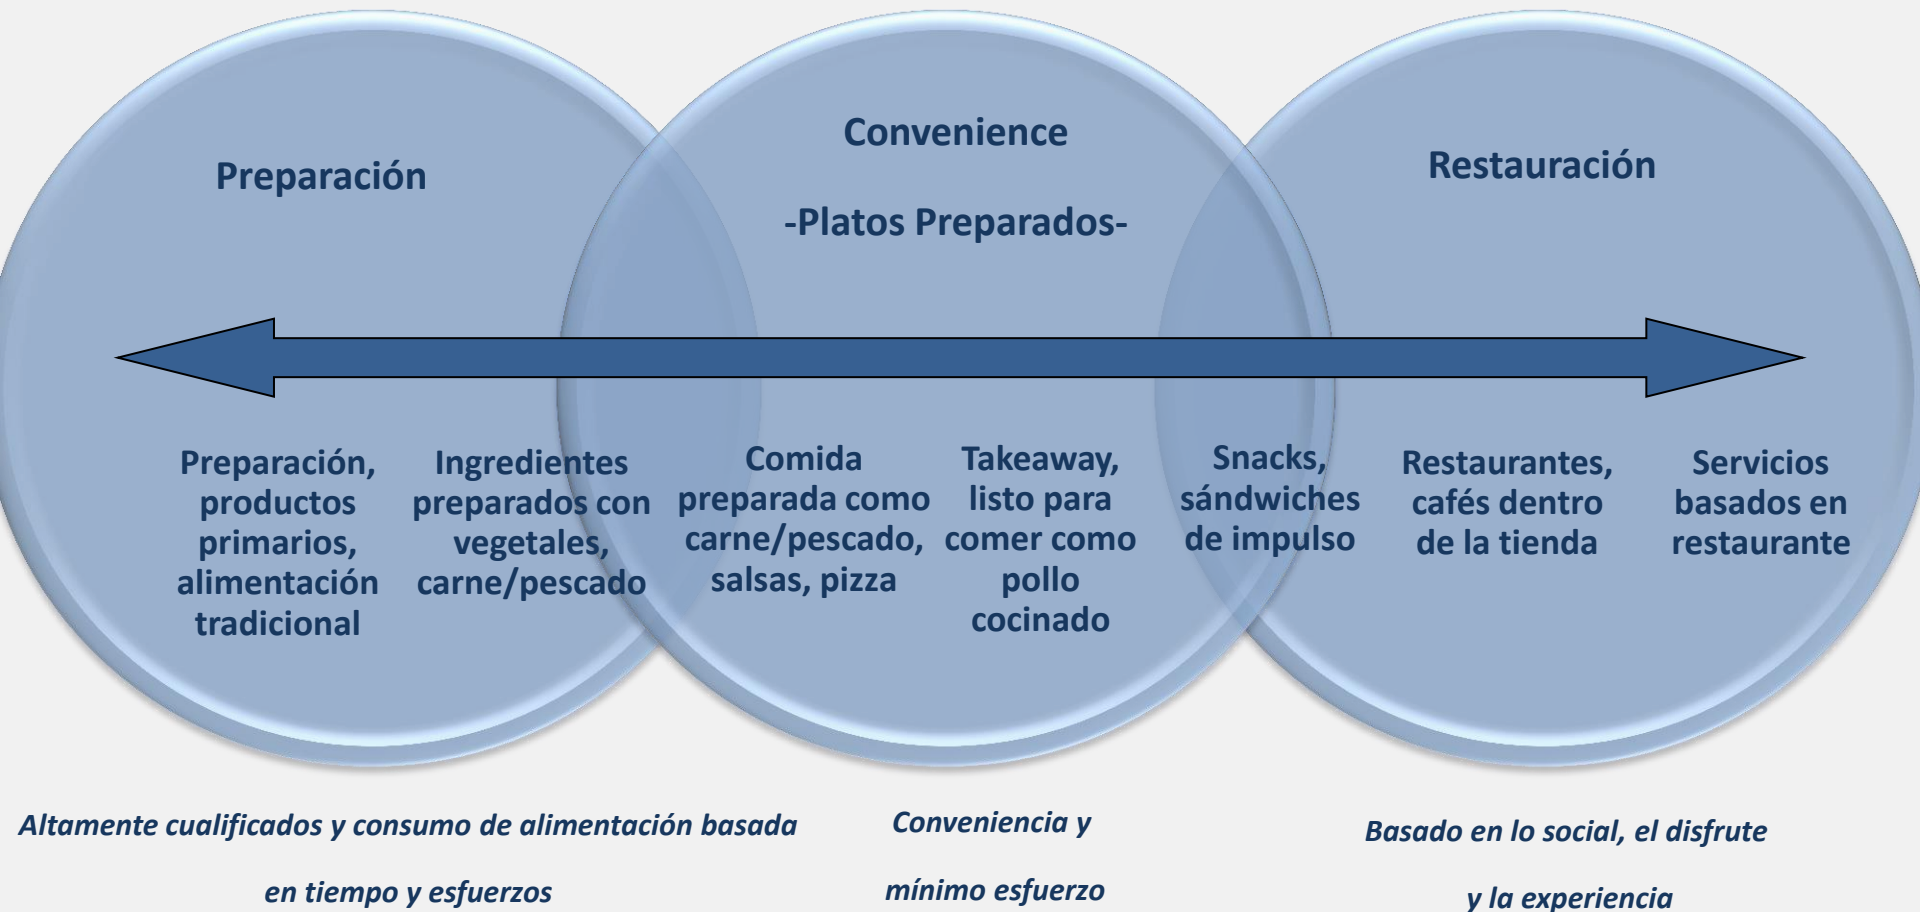 Preparación
Convenience
-Platos Preparados-
Restauración
Preparación,
productos
primarios,
alimentación
tradicional
Ingredientes
preparados con
vegetales,
carne/pescado
Comida
preparada como
carne/pescado,
salsas, pizza
Takeaway,
listo para
comer como
pollo
cocinado
Snacks,
sándwiches
de impulso
Restaurantes,
cafés dentro
de la tienda
Servicios
basados en
restaurante
Altamente cualificados y consumo de alimentación basada
en tiempo y esfuerzos
Conveniencia y
mínimo esfuerzo
Basado en lo social, el disfrute
y la experiencia